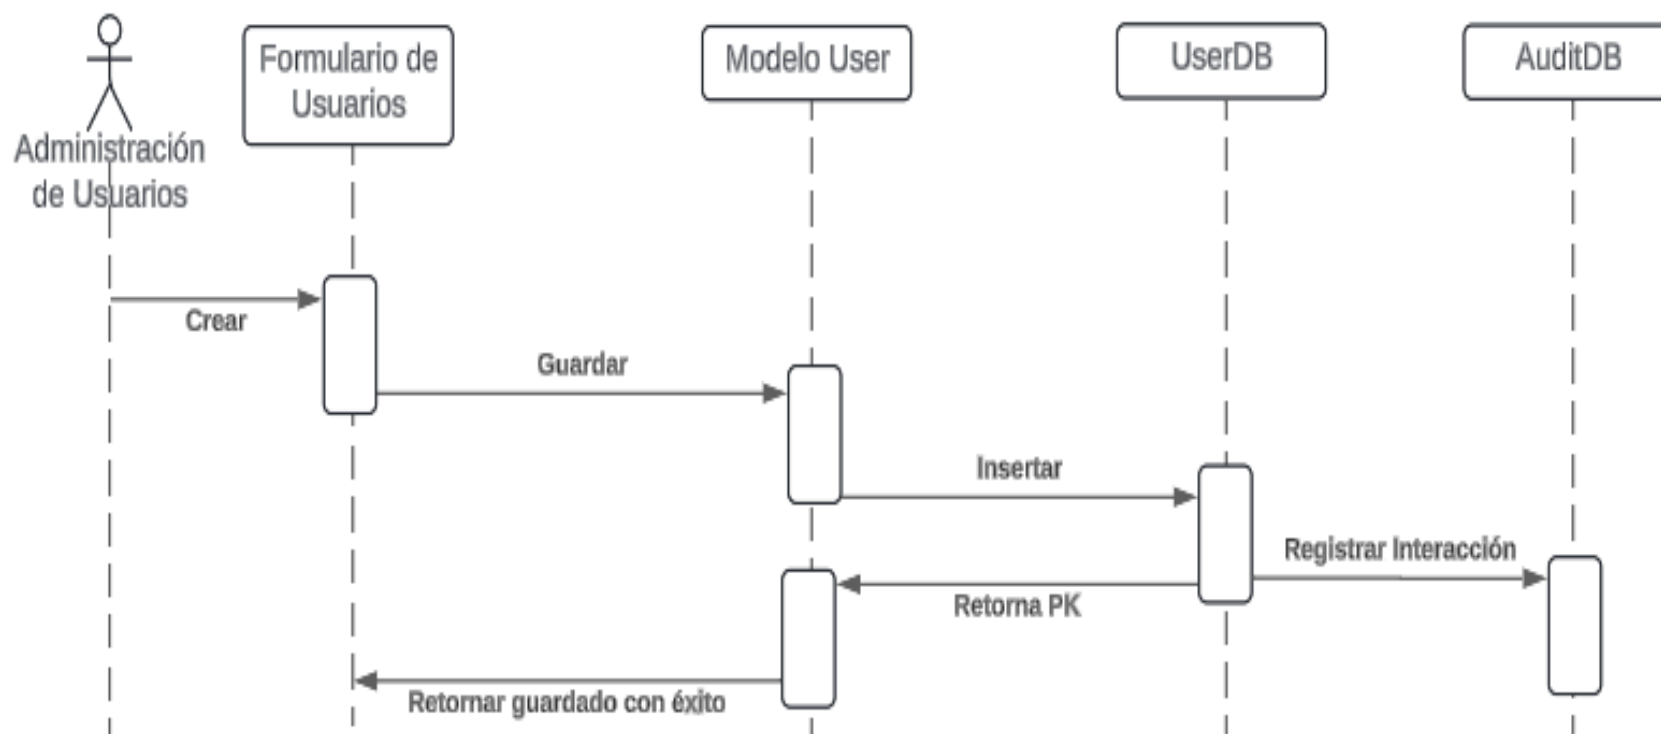 Formulario de
Usuarios
Modelo User
UserDB
AuditDB
Administración
de Usuarios
Crear
Guardar
Insertar
Registrar Interacción
Retorna PK
Retornar guardado con éxito